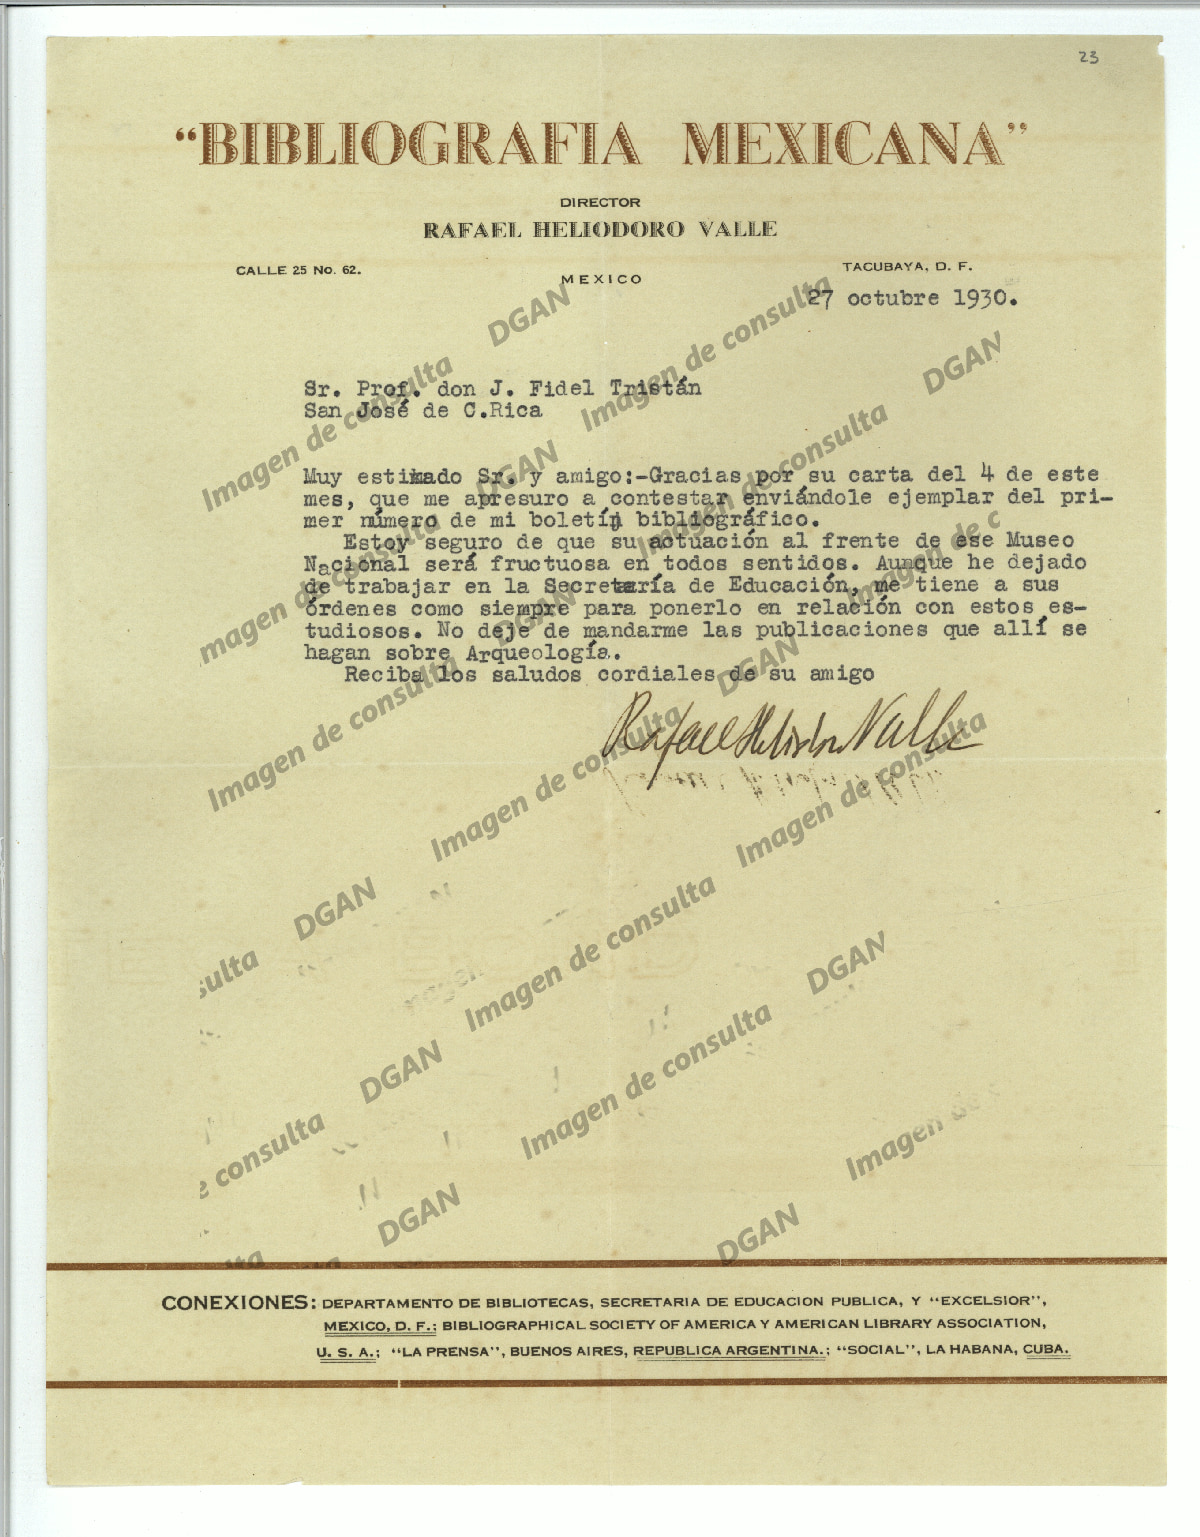 23
“BIBLIOGRAFIA MEXICANA”
DIRECTOR
RAFAEL HELIODORO VALLE
CALLE 25 No. 62.
MEXICO
TACUBAYA, D. F.
27 octubre 1930.
Sr. Prof. don J. Fidel Tristán
San José de C.Rica
Muy estimado Sr. y amigo:-Gracias por su carta del 4 de este
mes, que me apresuro a contestar enviándole ejemplar del pri-
mer número de mi boletín bibliográfico.
Estoy seguro de que su actuación al frente de ese Museo
Nacional será fructuosa en todos sentidos. Aunque he dejado
de trabajar en la Secretaría de Educación, me tiene a sus
órdenes como siempre para ponerlo en relación con estos es-
tudiosos. No deje de mandarme las publicaciones que allí se
hagan sobre Arqueología.
Reciba los saludos cordiales de su amigo
Rafael Heliodoro Valle
CONEXIONES: DEPARTAMENTO DE BIBLIOTECAS, SECRETARIA DE EDUCACION PUBLICA, Y “EXCELSIOR”,
MEXICO, D. F.; BIBLIOGRAPHICAL SOCIETY OF AMERICA Y AMERICAN LIBRARY ASSOCIATION,
U. S. A.; “LA PRENSA”, BUENOS AIRES, REPUBLICA ARGENTINA.; “SOCIAL”, LA HABANA, CUBA.
DGAN Imagen de consulta